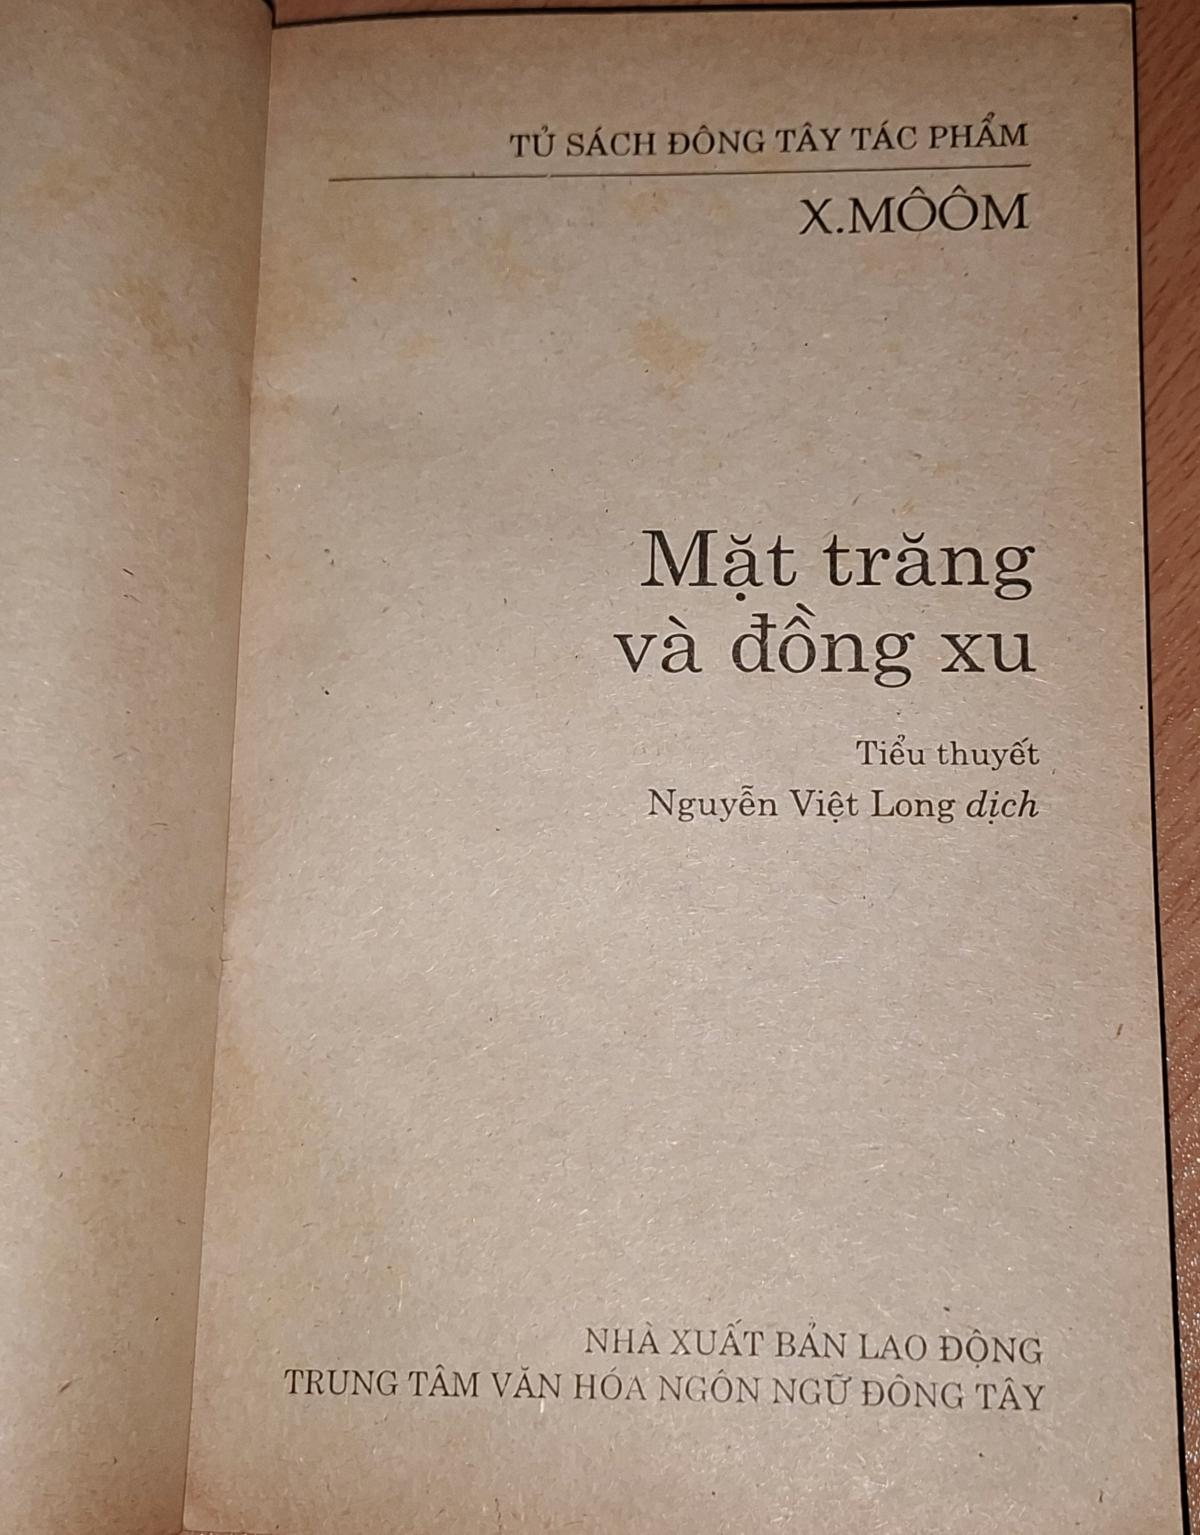 TỦ SÁCH ĐÔNG TÂY TÁC PHẨM
X.MÔÔM
Mặt trăng
và đồng xu
Tiểu thuyết
Nguyễn Việt Long dịch
NHÀ XUẤT BẢN LAO ĐỘNG
TRUNG TÂM VĂN HÓA NGÔN NGỮ ĐÔNG TÂY